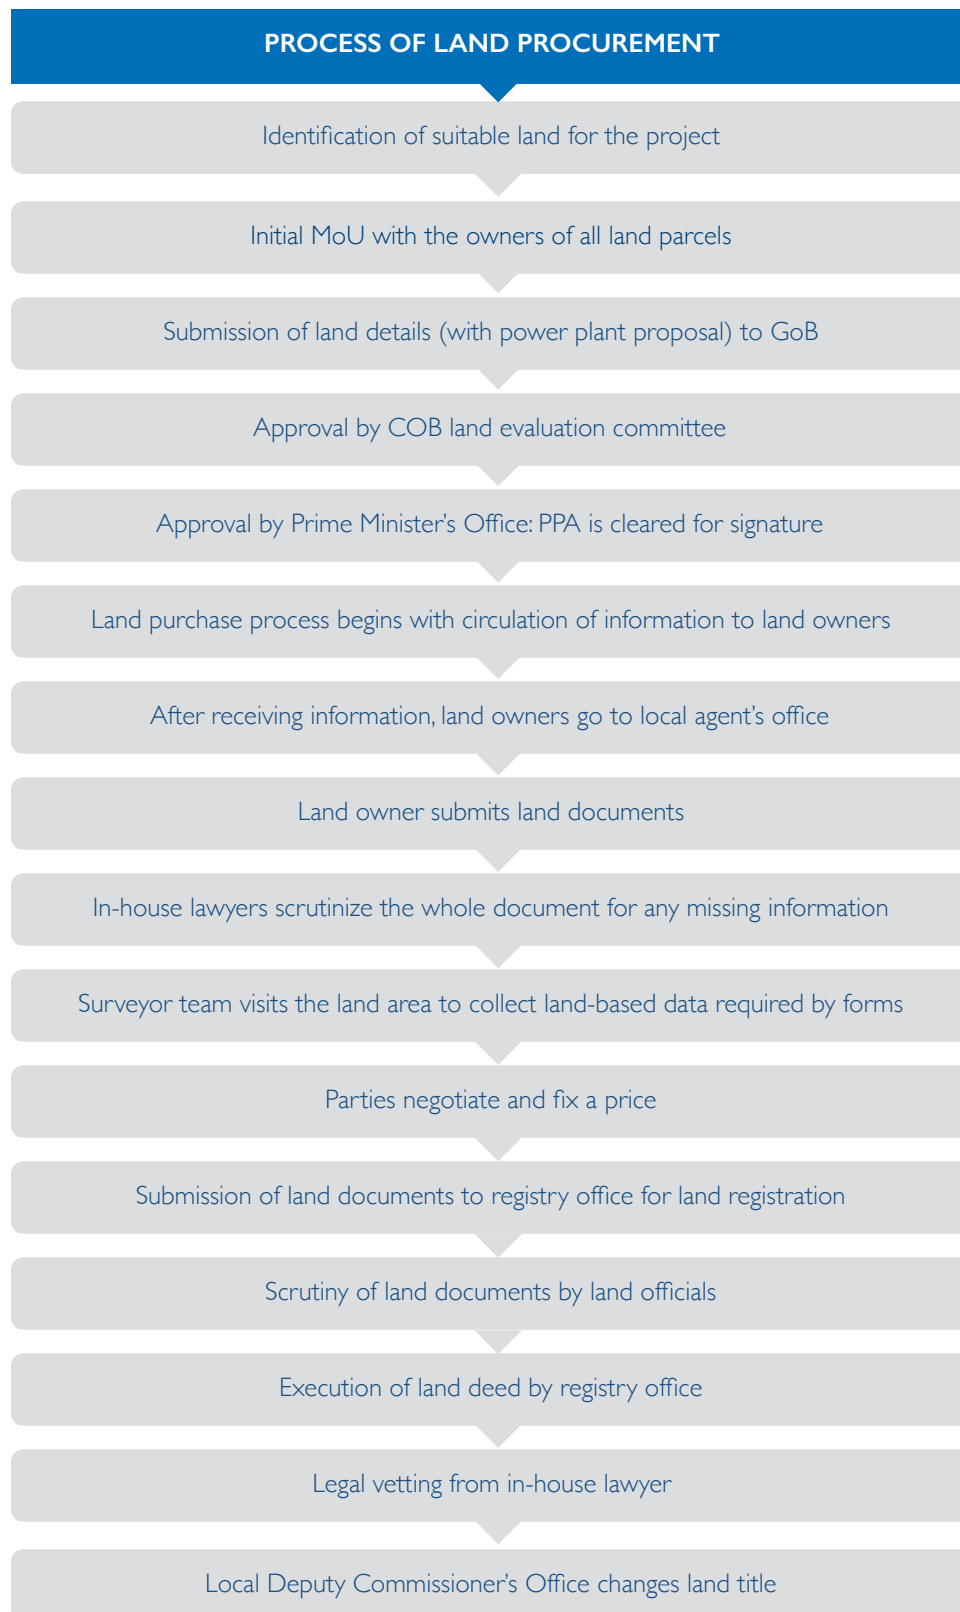 PROCESS OF LAND PROCUREMENT
Identification of suitable land for the project
Initial MoU with the owners of all land parcels
Submission of land details (with power plant proposal) to GoB
Approval by COB land evaluation committee
Approval by Prime Minister's Office: PPA is cleared for signature
Land purchase process begins with circulation of information to land owners
After receiving information, land owners go to local agent's office
Land owner submits land documents
In-house lawyers scrutinize the whole document for any missing information
Surveyor team visits the land area to collect land-based data required by forms
Parties negotiate and fix a price
Submission of land documents to registry office for land registration
Scrutiny of land documents by land officials
Execution of land deed by registry office
Legal vetting from in-house lawyer
Local Deputy Commissioner's Office changes land title